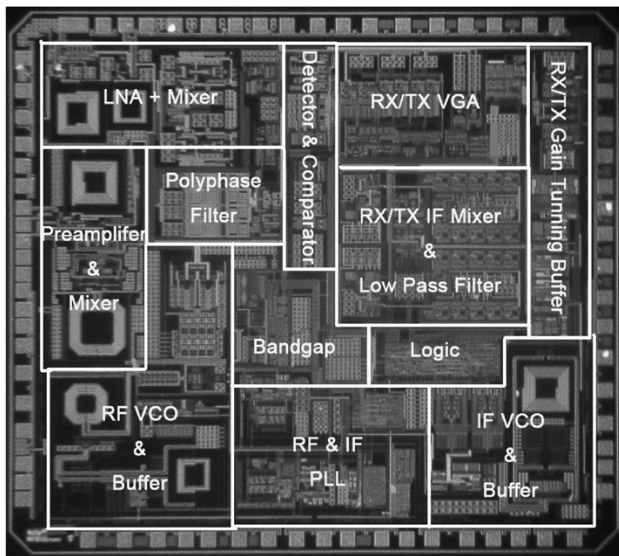 LNA + Mixer
Detector & Comparator
RX/TX VGA
RX/TX Gain Tunning Buffer
Polyphase
Filter
Preamplifer
&
Mixer
RX/TX IF Mixer
&
Low Pass Filter
Bandgap
Logic
RF VCO
&
Buffer
RF & IF
PLL
IF VCO
&
Buffer